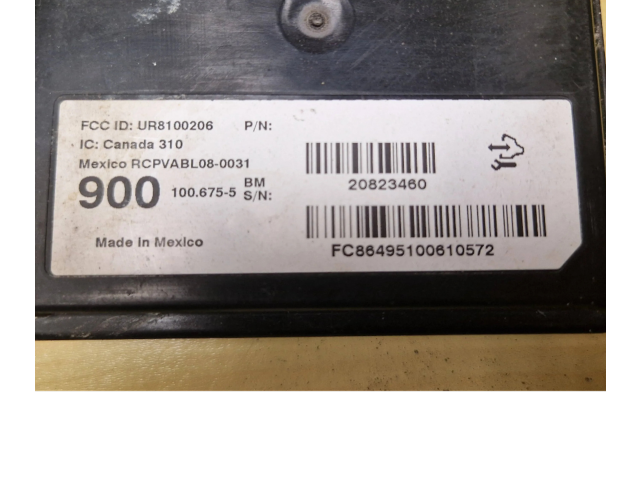 FCC ID: UR8100206 P/N:
IC: Canada 310
Mexico RCPVABL08-0031
20823460
900 100.675-5 BM S/N:
Made in Mexico
FC86495100610572